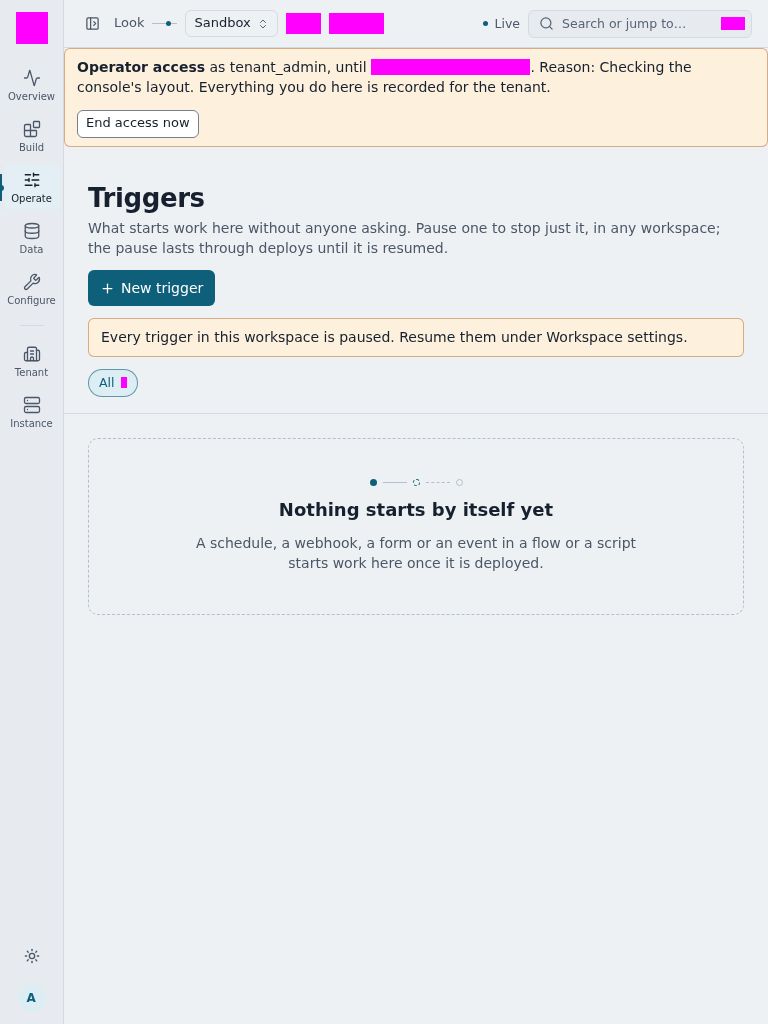 Look
Sandbox
Live
Search or jump to…
Overview
Build
Operate
Data
Configure
Tenant
Instance
A
Operator access as tenant_admin, until . Reason: Checking the
console's layout. Everything you do here is recorded for the tenant.
End access now
Triggers
What starts work here without anyone asking. Pause one to stop just it, in any workspace;
the pause lasts through deploys until it is resumed.
+ New trigger
Every trigger in this workspace is paused. Resume them under Workspace settings.
All
Nothing starts by itself yet
A schedule, a webhook, a form or an event in a flow or a script
starts work here once it is deployed.